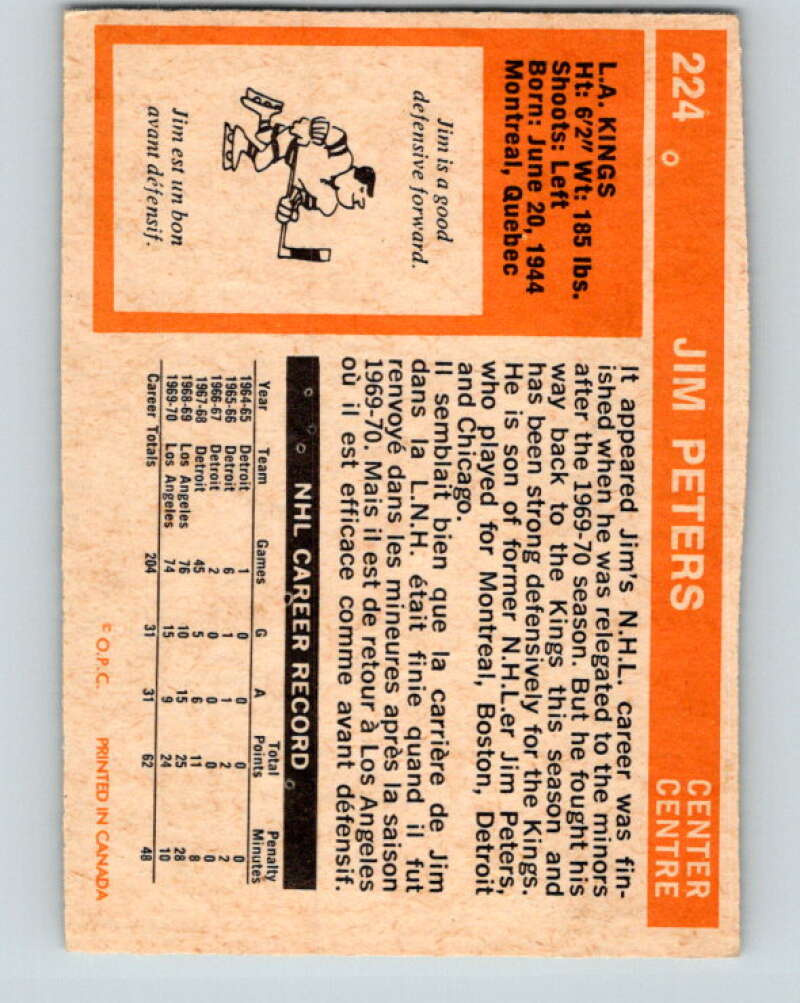 224 JIM PETERS CENTER
CENTRE
L.A. KINGS
Ht: 6'2" Wt: 185 lbs.
Shoots: Left
Born: June 20, 1944
Montreal, Quebec
Jim is a good
defensive forward.
Jim est un bon
avant défensif.
It appeared Jim's N.H.L. career was fin-
ished when he was relegated to the minors
after the 1969-70 season. But he fought his
way back to the Kings this season and
has been strong defensively for the Kings.
He is son of former N.H.L.er Jim Peters,
who played for Montreal, Boston, Detroit
and Chicago.
Il semblait bien que la carrière de Jim
dans la L.N.H. était finie quand il fut
renvoyé dans les mineures après la saison
1969-70. Mais il est de retour à Los Angeles
où il est efficace comme avant défensif.
NHL CAREER RECORD
Year Team Games G A Total Points Penalty Minutes
1964-65 Detroit 1 0 0 0 0
1965-66 Detroit 6 1 1 2 2
1966-67 Detroit 2 0 0 0 0
1967-68 Detroit 45 5 6 11 8
1968-69 Los Angeles 76 10 15 25 28
1969-70 Los Angeles 74 15 9 24 10
Career Totals 204 31 31 62 48
© O.P.C. PRINTED IN CANADA